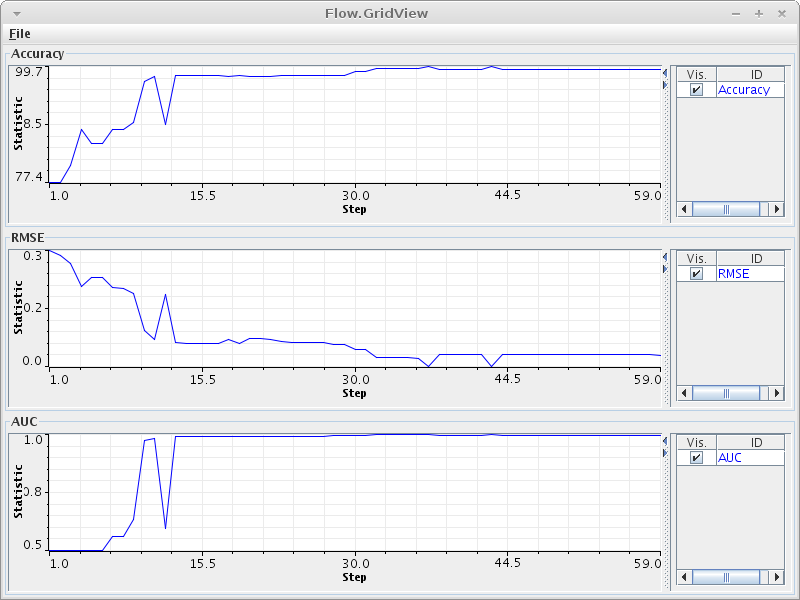 Flow.GridView
File
Accuracy
99.7
8.5
77.4
Statistic
1.0 15.5 30.0 44.5 59.0
Step
Vis. ID
Accuracy
RMSE
0.3
0.2
0.0
Statistic
1.0 15.5 30.0 44.5 59.0
Step
Vis. ID
RMSE
AUC
1.0
0.8
0.5
Statistic
1.0 15.5 30.0 44.5 59.0
Step
Vis. ID
AUC